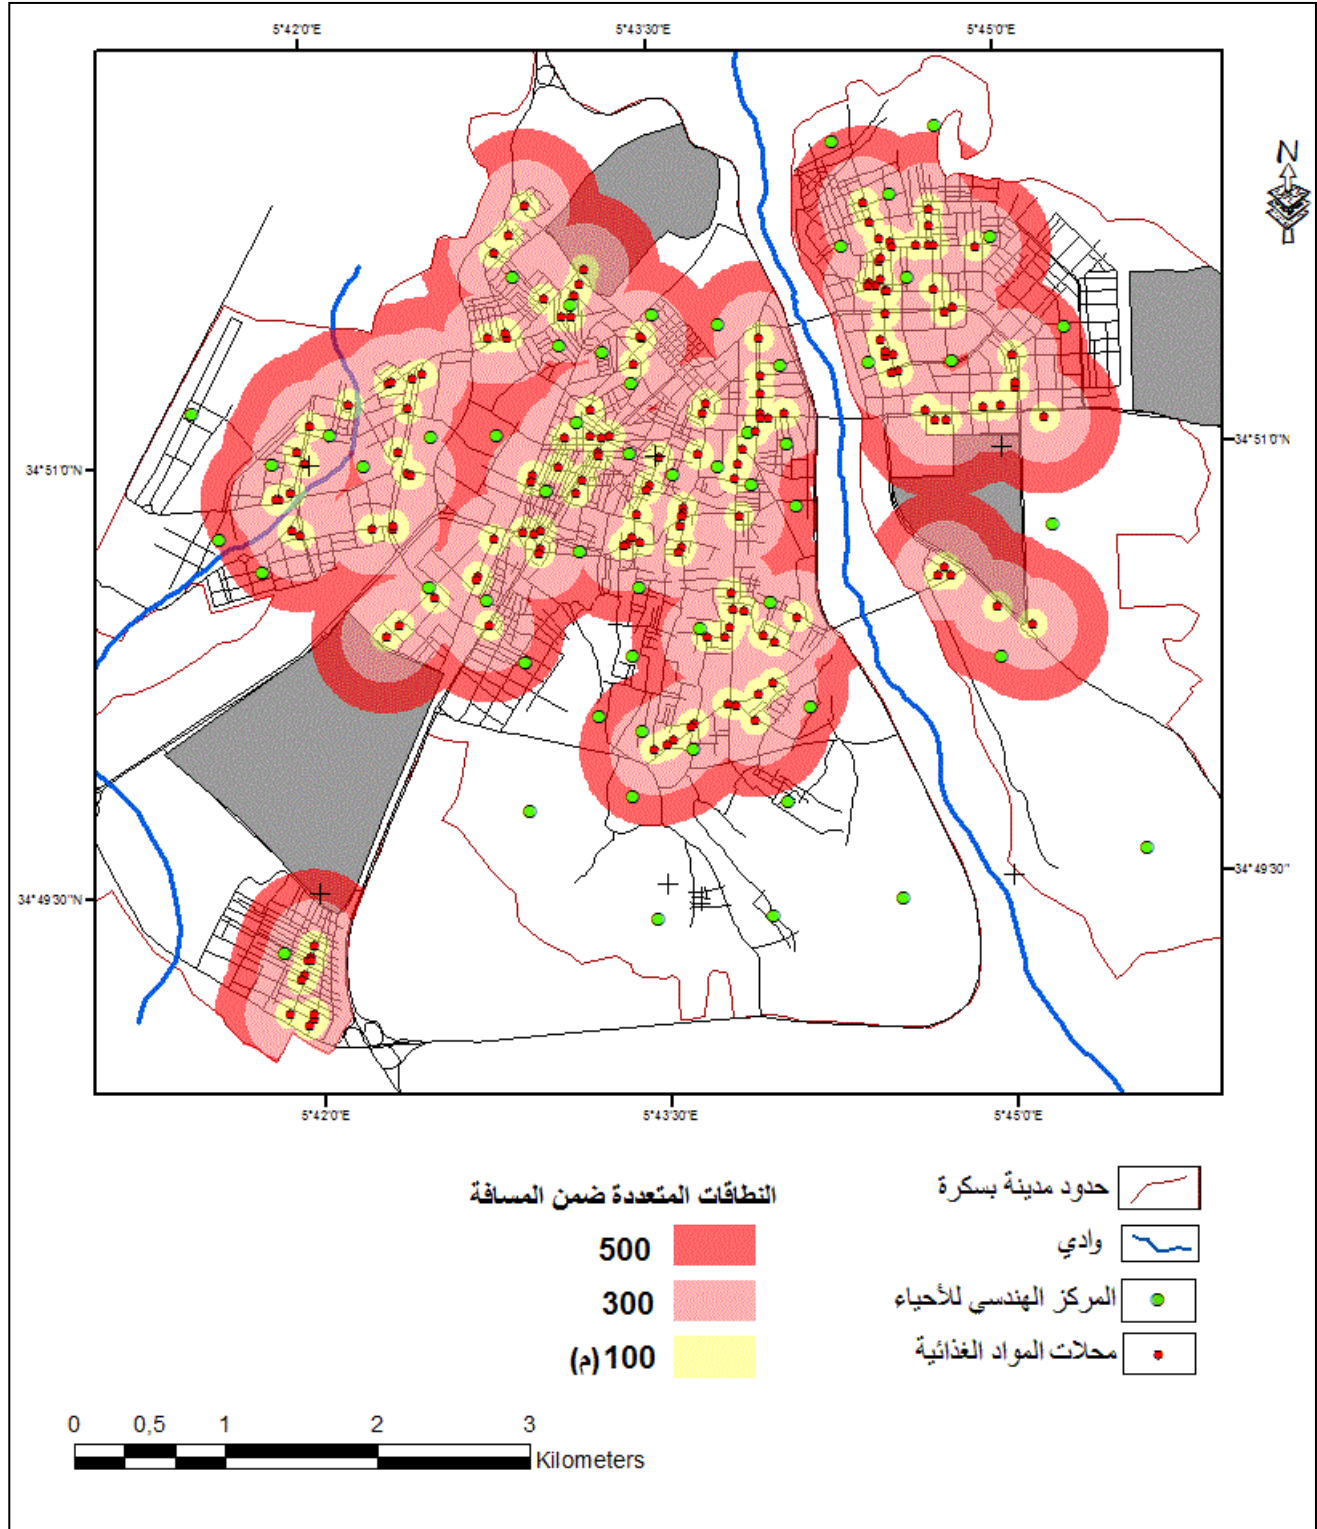 5°42'0"E 5°43'30"E 5°45'0"E
N
34°51'0"N
34°51'0"N
34°49'30"
34°49'30"N
5°42'0"E 5°43'30"E 5°45'0"E
حدود مدينة بسكرة
وادي
المركز الهندسي للأحياء
محلات المواد الغذائية
النطاقات المتعددة ضمن المسافة
500
300
100 (م)
0 0,5 1 2 3
Kilometers